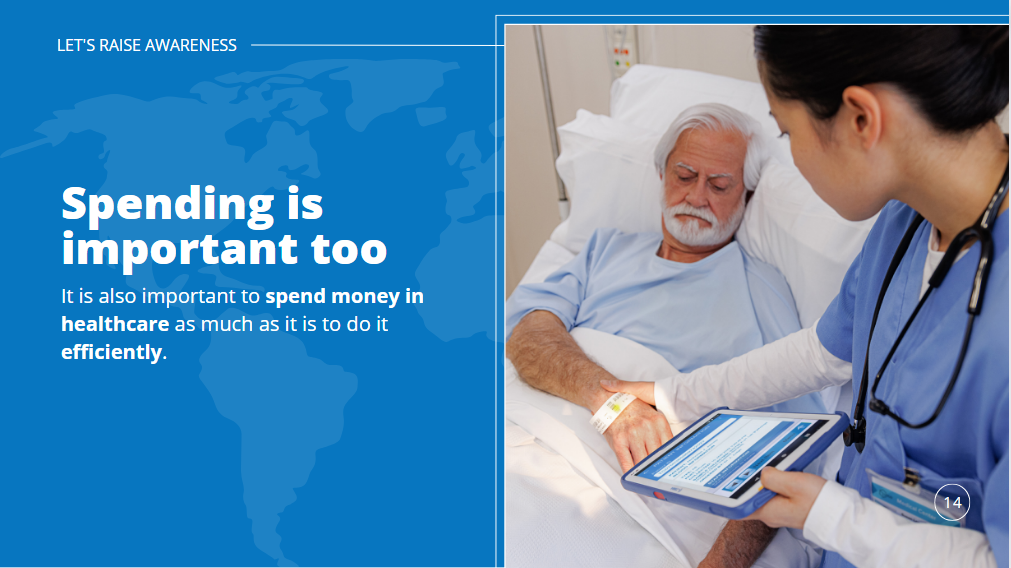 LET'S RAISE AWARENESS
Spending is
important too
It is also important to spend money in
healthcare as much as it is to do it
efficiently.
14